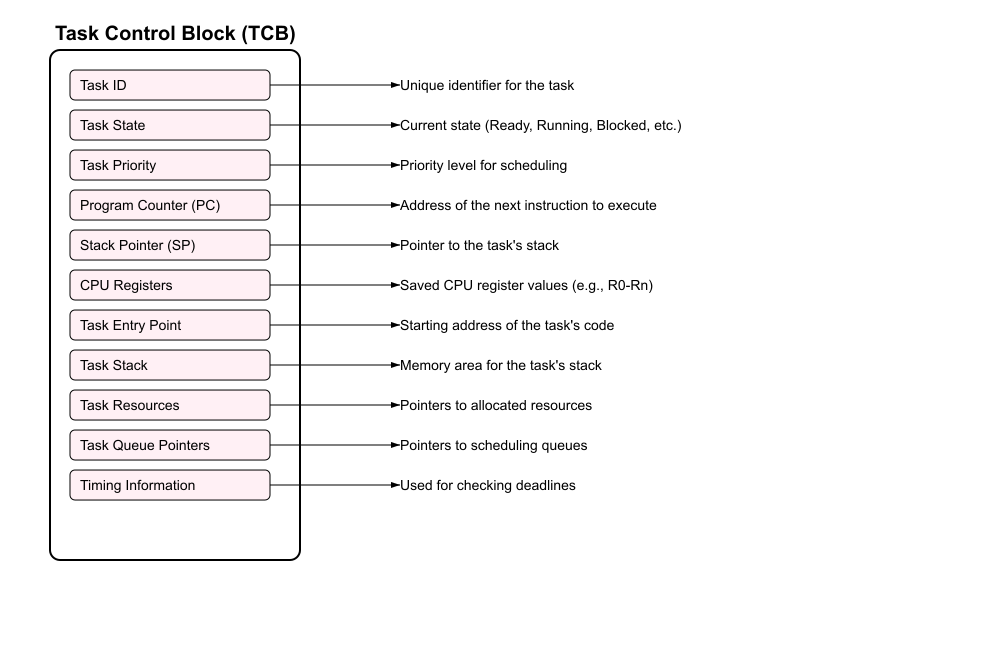 Task Control Block (TCB)
Task ID
Unique identifier for the task
Task State
Current state (Ready, Running, Blocked, etc.)
Task Priority
Priority level for scheduling
Program Counter (PC)
Address of the next instruction to execute
Stack Pointer (SP)
Pointer to the task's stack
CPU Registers
Saved CPU register values (e.g., R0-Rn)
Task Entry Point
Starting address of the task's code
Task Stack
Memory area for the task's stack
Task Resources
Pointers to allocated resources
Task Queue Pointers
Pointers to scheduling queues
Timing Information
Used for checking deadlines